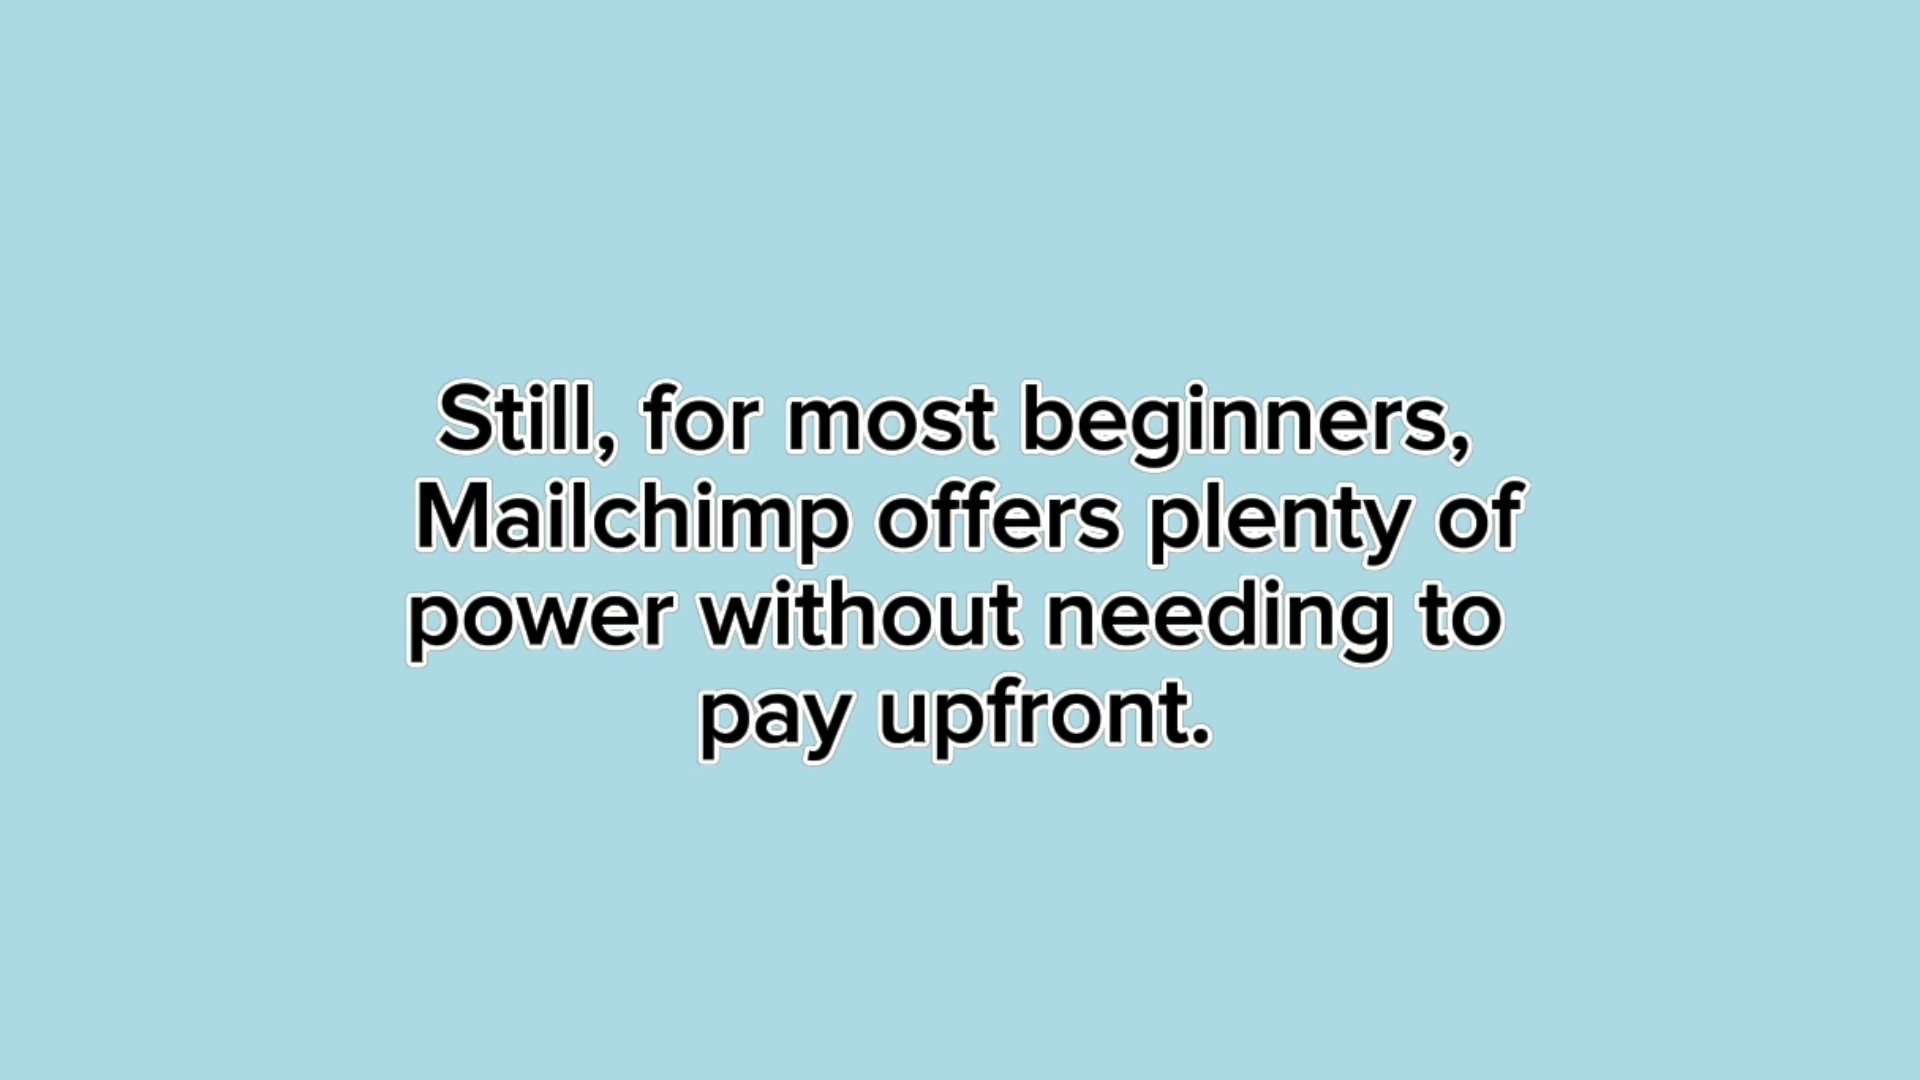 Still, for most beginners,
Mailchimp offers plenty of
power without needing to
pay upfront.